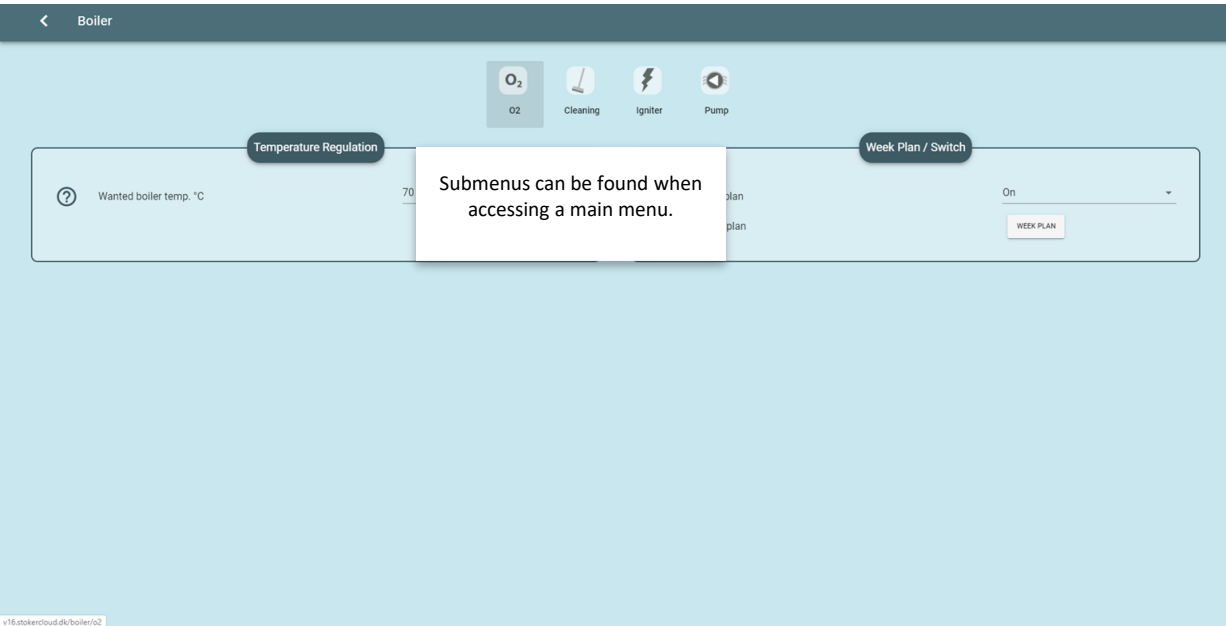 Boiler
O₂
O2 Cleaning Igniter Pump
Temperature Regulation
Week Plan / Switch
Wanted boiler temp. °C 70
Submenus can be found when
accessing a main menu.
plan On
plan WEEK PLAN
v16.stokercloud.dk/boiler/o2